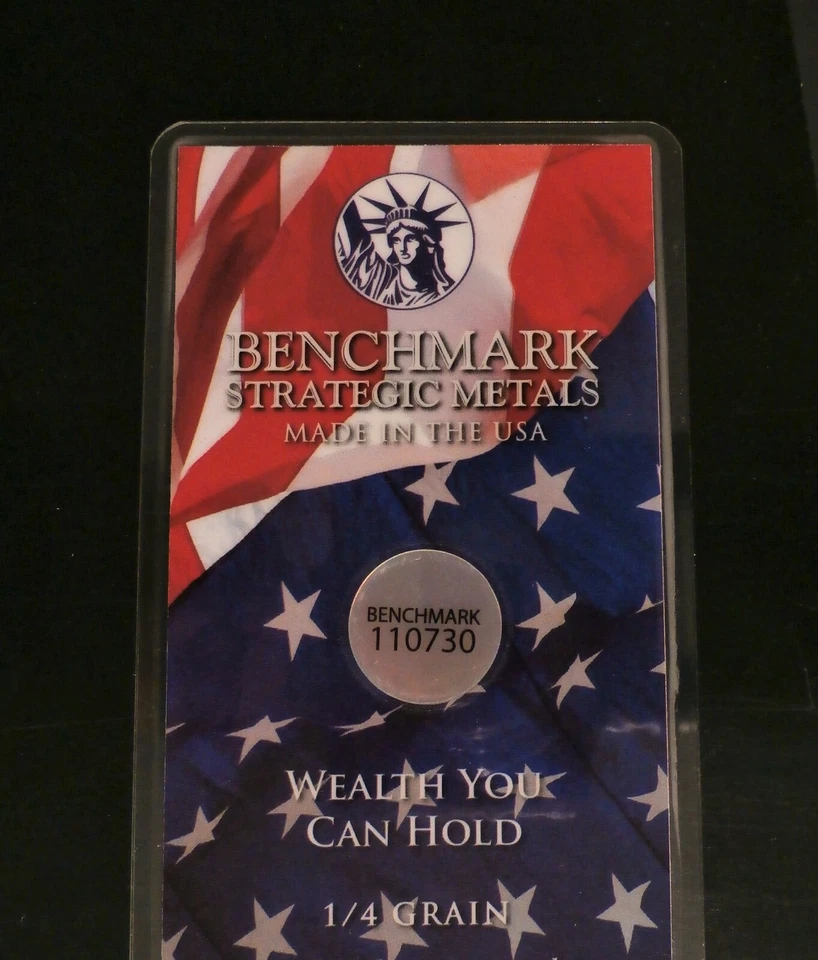 BENCHMARK
STRATEGIC METALS
MADE IN THE USA
BENCHMARK
110730
WEALTH YOU
CAN HOLD
1/4 GRAIN